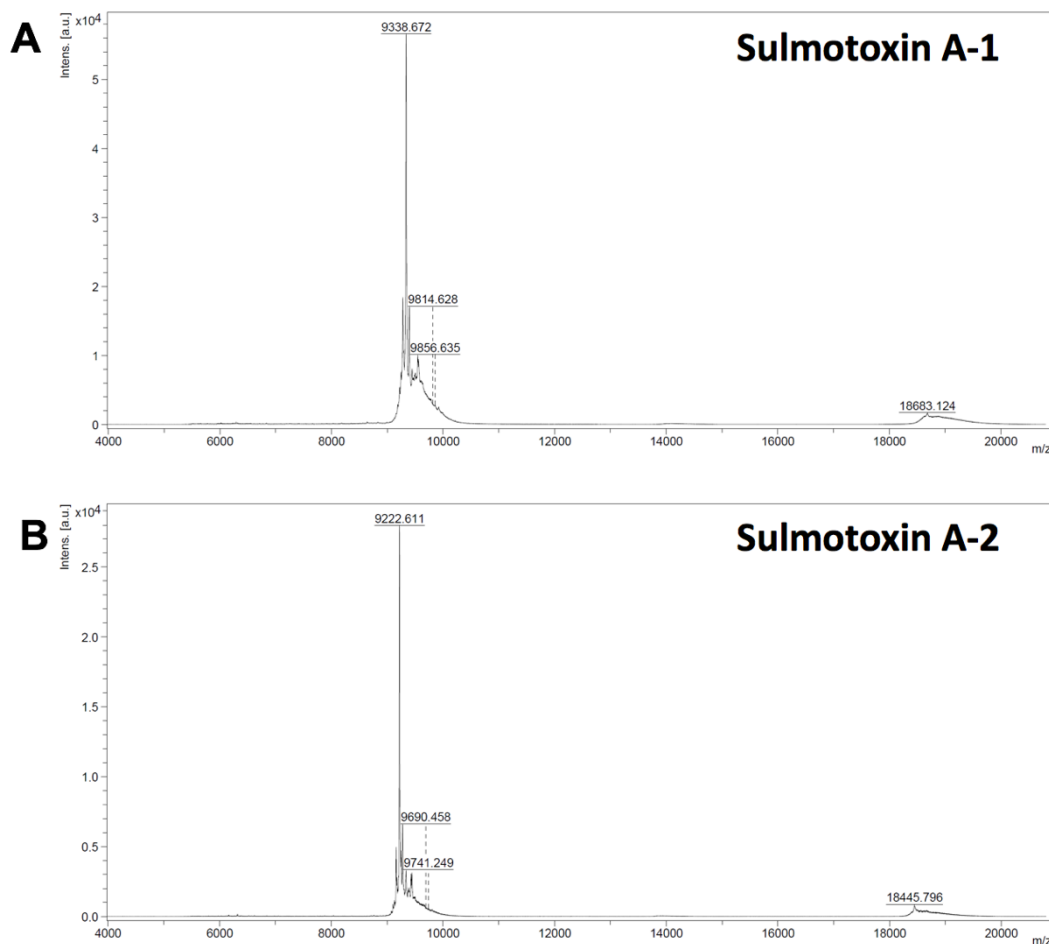 A
Sulmotoxin A-1
Intens. [a.u.]
x10⁴
9338.672
5
4
3
2
9814.628
1
9856.635
18683.124
0
4000 6000 8000 10000 12000 14000 16000 18000 20000
m/z
B
Sulmotoxin A-2
Intens. [a.u.]
x10⁴
9222.611
2.5
2.0
1.5
1.0
9690.458
0.5
9741.249
18445.796
0.0
4000 6000 8000 10000 12000 14000 16000 18000 20000
m/z